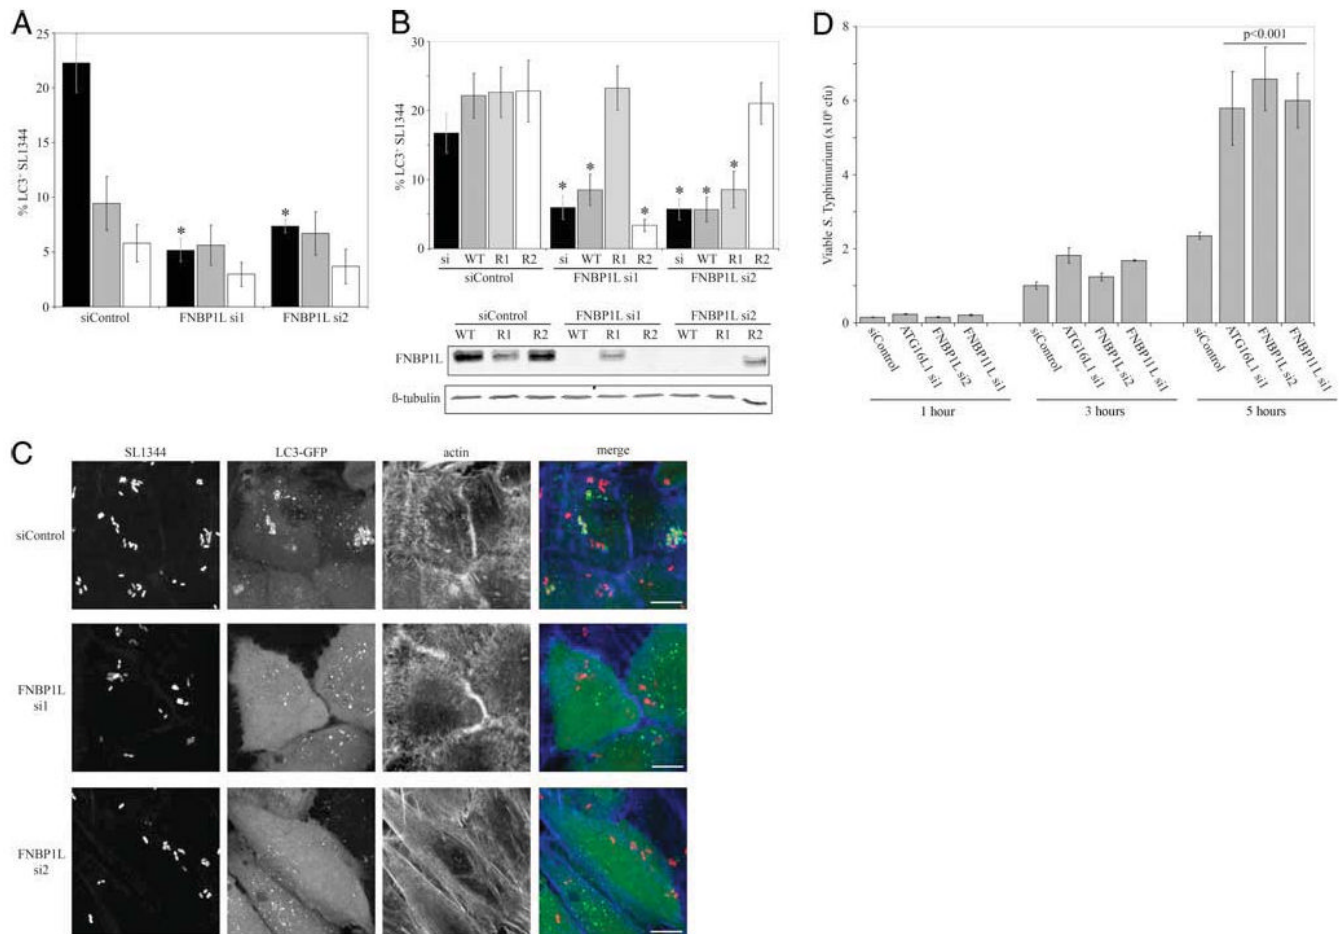 A
25
20
15
10
5
0
% LC3⁺ SL1344
* *
siControl FNBP1L si1 FNBP1L si2
B
30
20
10
0
% LC3⁺ SL1344
* * * * * *
si WT R1 R2 si WT R1 R2 si WT R1 R2
siControl FNBP1L si1 FNBP1L si2
siControl FNBP1L si1 FNBP1L si2
WT R1 R2 WT R1 R2 WT R1 R2
FNBP1L
ß-tubulin
C
SL1344 LC3-GFP actin merge
siControl
FNBP1L
si1
FNBP1L
si2
D
8
6
4
2
0
Viable S. Typhimurium (x10⁶ cfu)
p<0.001
siControl ATG16L1 si1 FNBP1L si2 FNBP1L si1
siControl ATG16L1 si1 FNBP1L si2 FNBP1L si1
siControl ATG16L1 si1 FNBP1L si2 FNBP1L si1
1 hour 3 hours 5 hours